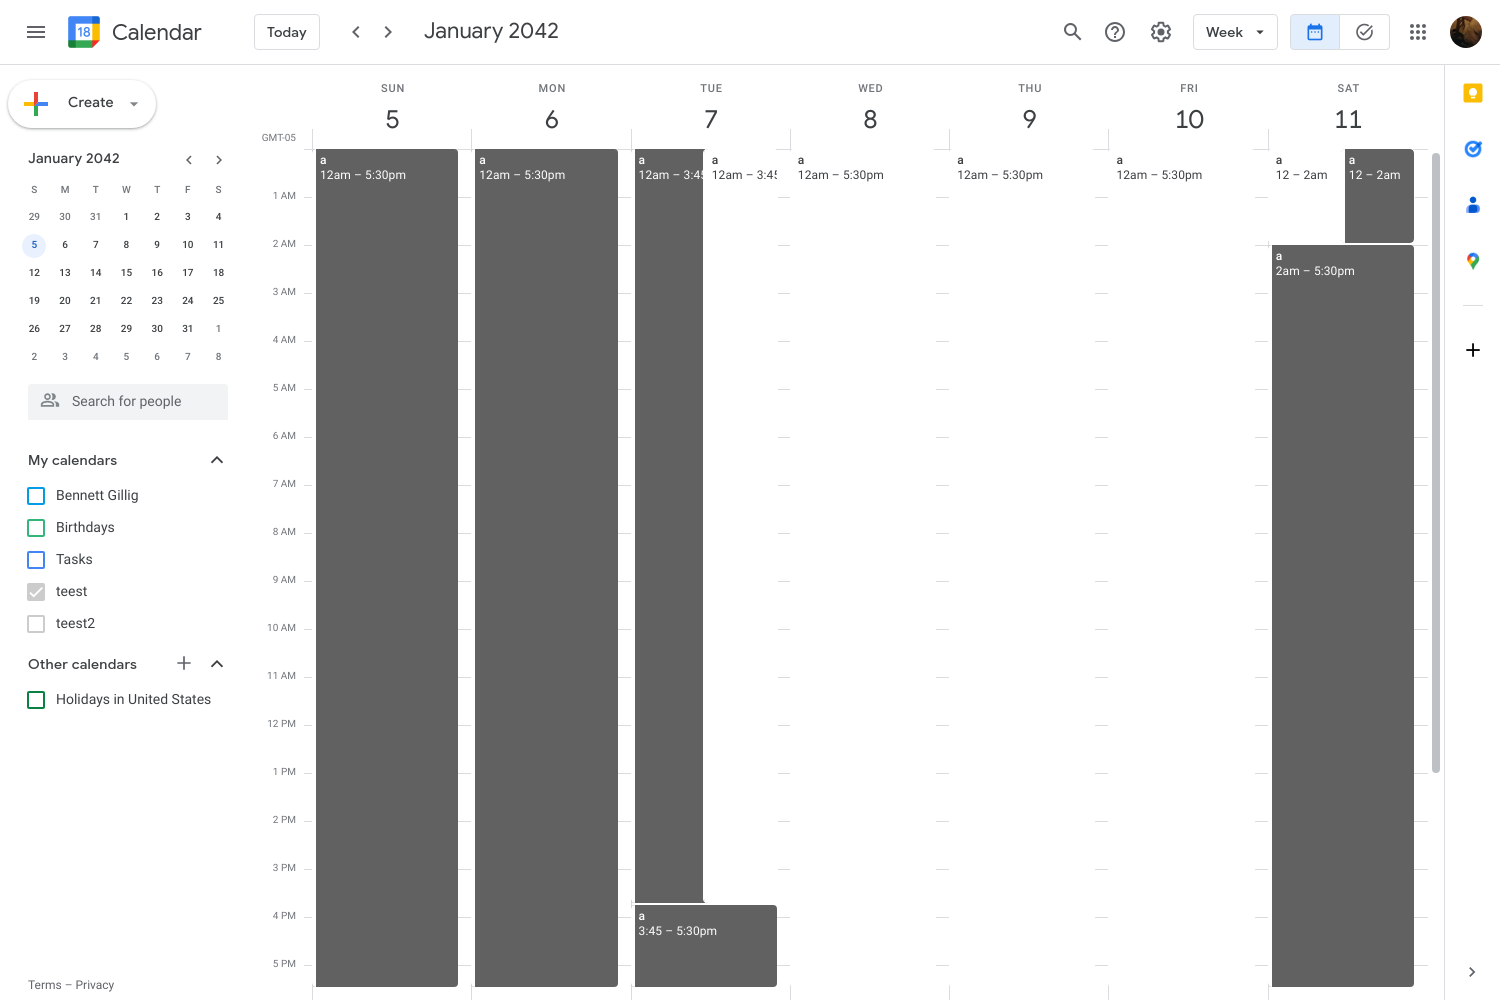 18 Calendar
Today
January 2042
Week
Create
January 2042
S M T W T F S
29 30 31 1 2 3 4
5 6 7 8 9 10 11
12 13 14 15 16 17 18
19 20 21 22 23 24 25
26 27 28 29 30 31 1
2 3 4 5 6 7 8
Search for people
My calendars
Bennett Gillig
Birthdays
Tasks
teest
teest2
Other calendars
Holidays in United States
Terms – Privacy
SUN MON TUE WED THU FRI SAT
5 6 7 8 9 10 11
GMT-05
1 AM
2 AM
3 AM
4 AM
5 AM
6 AM
7 AM
8 AM
9 AM
10 AM
11 AM
12 PM
1 PM
2 PM
3 PM
4 PM
5 PM
a
12am – 5:30pm
a
12am – 5:30pm
a
12am – 3:45
a
12am – 3:45
a
3:45 – 5:30pm
a
12am – 5:30pm
a
12am – 5:30pm
a
12am – 5:30pm
a
12 – 2am
a
12 – 2am
a
2am – 5:30pm